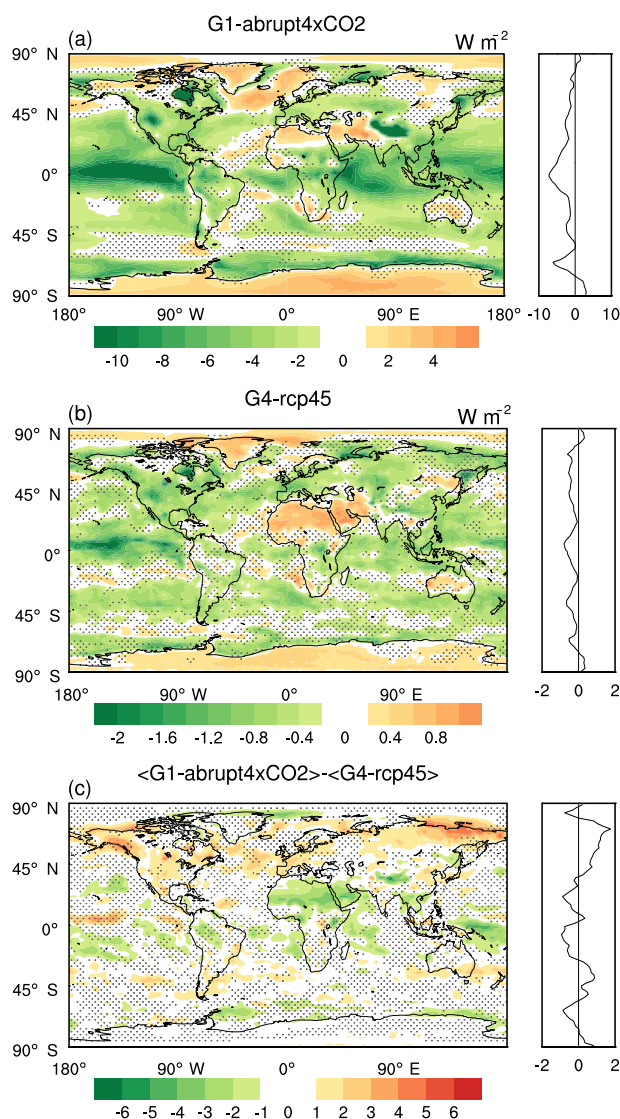 (a) G1-abrupt4xCO2 W m⁻²
90° N
45° N
0°
45° S
90° S
180° 90° W 0° 90° E 180° -10 0 10
-10 -8 -6 -4 -2 0 2 4
(b) G4-rcp45 W m⁻²
90° N
45° N
0°
45° S
90° S
180° 90° W 0° 90° E -2 0 2
-2 -1.6 -1.2 -0.8 -0.4 0 0.4 0.8
(c) <G1-abrupt4xCO2>-<G4-rcp45>
90° N
45° N
0°
45° S
90° S
180° 90° W 0° 90° E -2 0 2
-6 -5 -4 -3 -2 -1 0 1 2 3 4 5 6